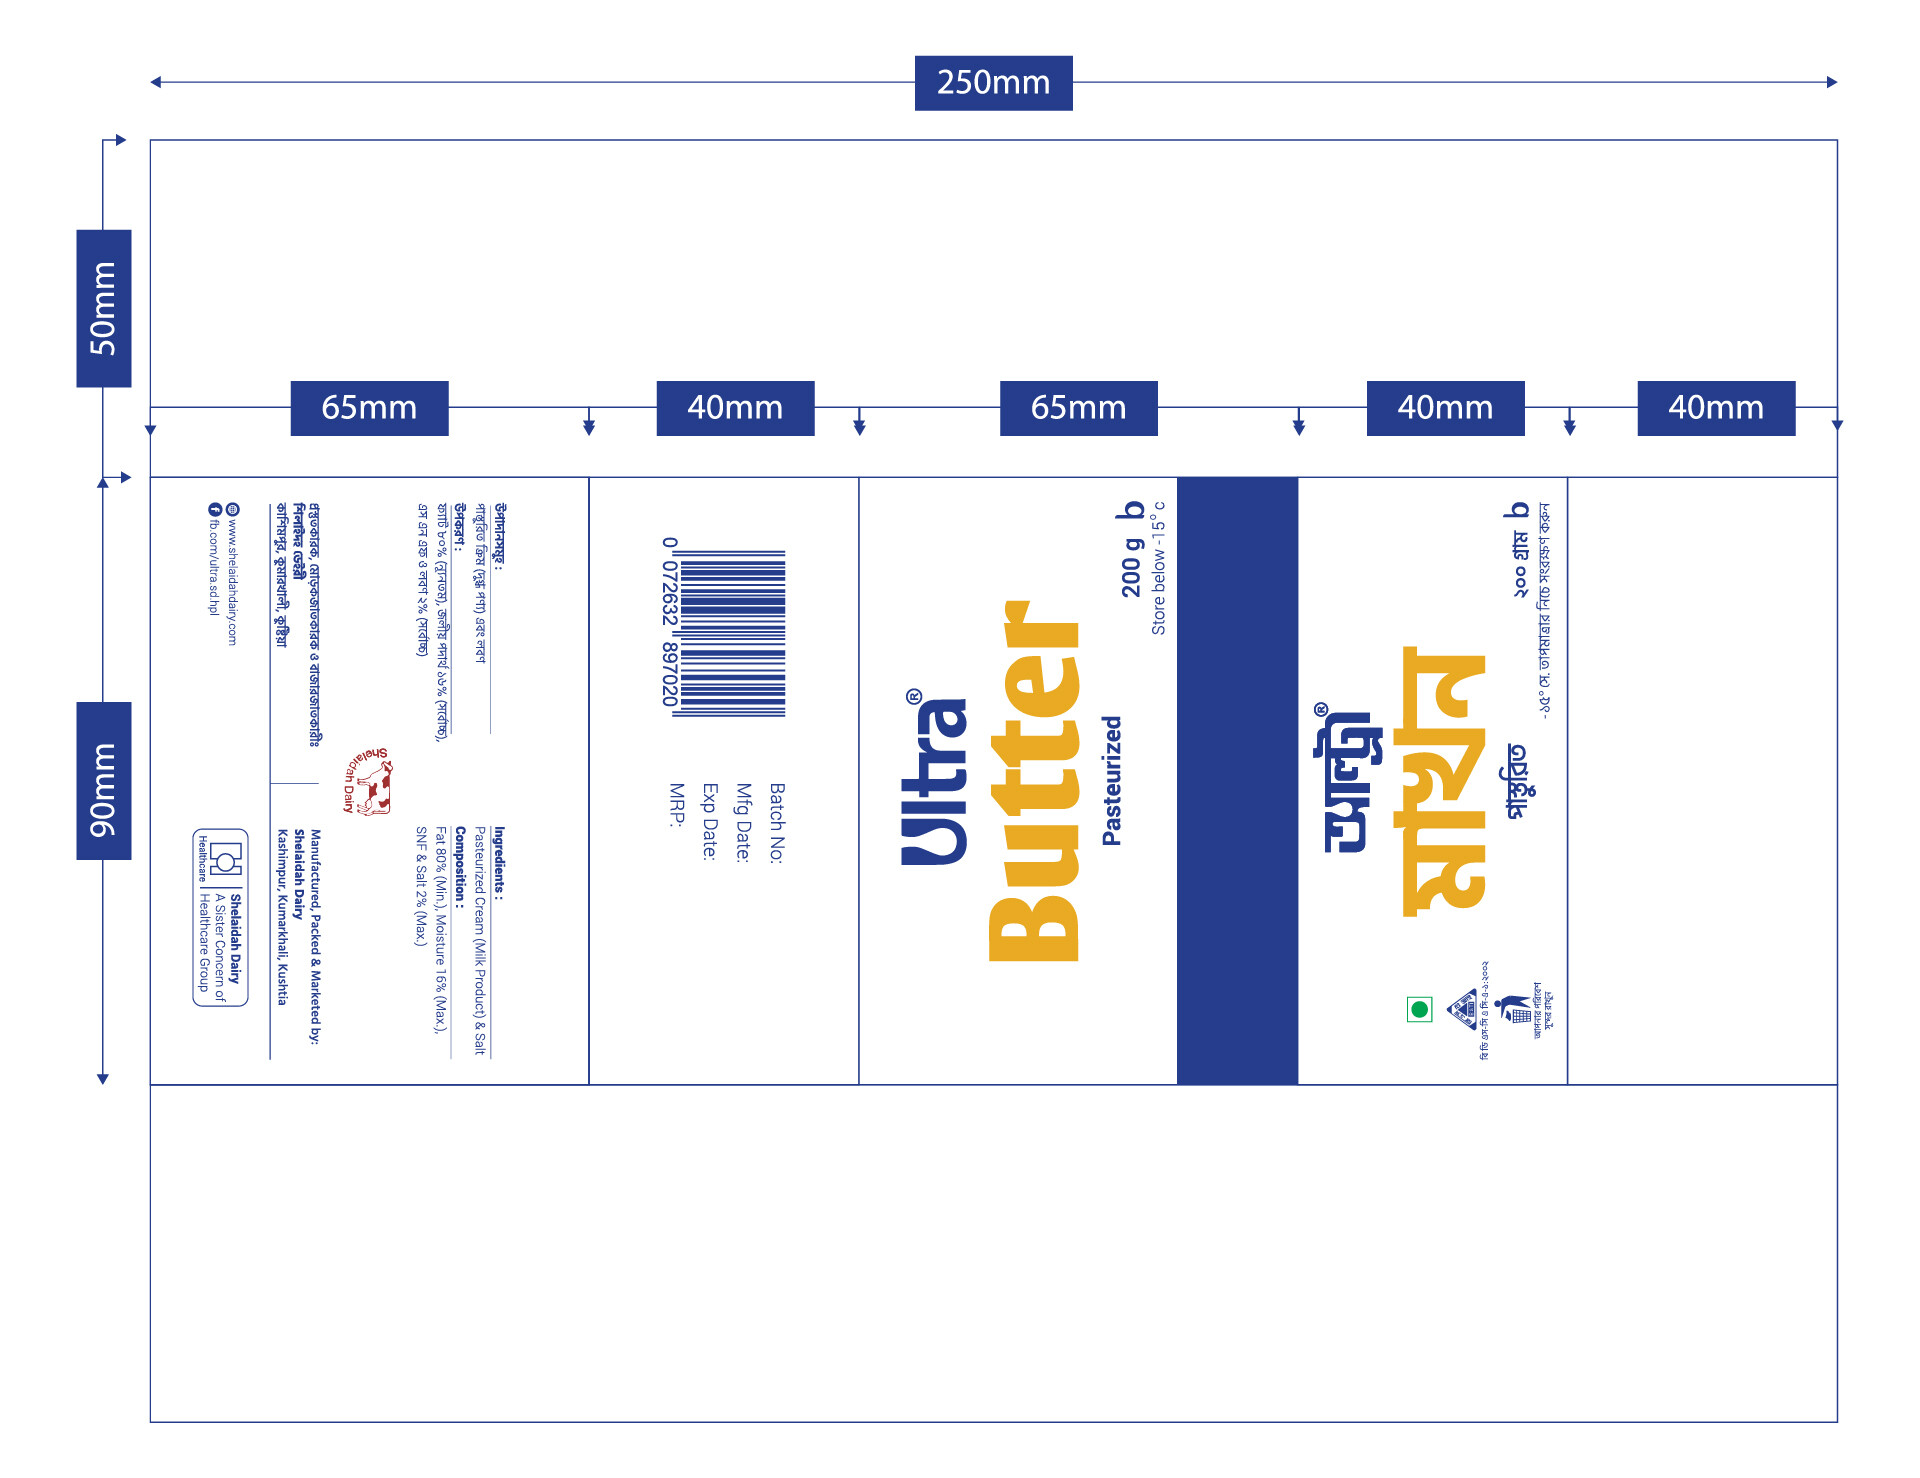 250mm
50mm
65mm
40mm
65mm
40mm
40mm
90mm
উপাদানসমূহ :
পাস্তুরিত ক্রিম (দুগ্ধ পণ্য) এবং লবণ
উপকরণ :
ফ্যাট ৮০% (ন্যূনতম), জলীয় পদার্থ ১৬% (সর্বোচ্চ),
এস এন এফ ও লবণ ২% (সর্বোচ্চ)
Ingredients :
Pasteurized Cream (Milk Product) & Salt
Composition :
Fat 80% (Min.), Moisture 16% (Max.),
SNF & Salt 2% (Max.)
Shelaidah Dairy
প্রস্তুতকারক, মোড়কজাতকারক ও বাজারজাতকারীঃ
শিলাইদহ ডেইরী
কাশিমপুর, কুমারখালী, কুষ্টিয়া
Manufactured, Packed & Marketed by:
Shelaidah Dairy
Kashimpur, Kumarkhali, Kushtia
www.shelaidahdairy.com
fb.com/ultra.sd.hpl
Healthcare
Shelaidah Dairy
A Sister Concern of
Healthcare Group
0 072632 897020
Batch No:
Mfg Date:
Exp Date:
MRP:
Ultra®
Butter
Pasteurized
200 g b
Store below -15° c
আল্ট্রা®
মাখন
পাস্তুরিত
২০০ গ্রাম b
- ১৫° সে. তাপমাত্রার নিচে সংরক্ষণ করুন
আপনার পরিবেশ
সুন্দর রাখুন